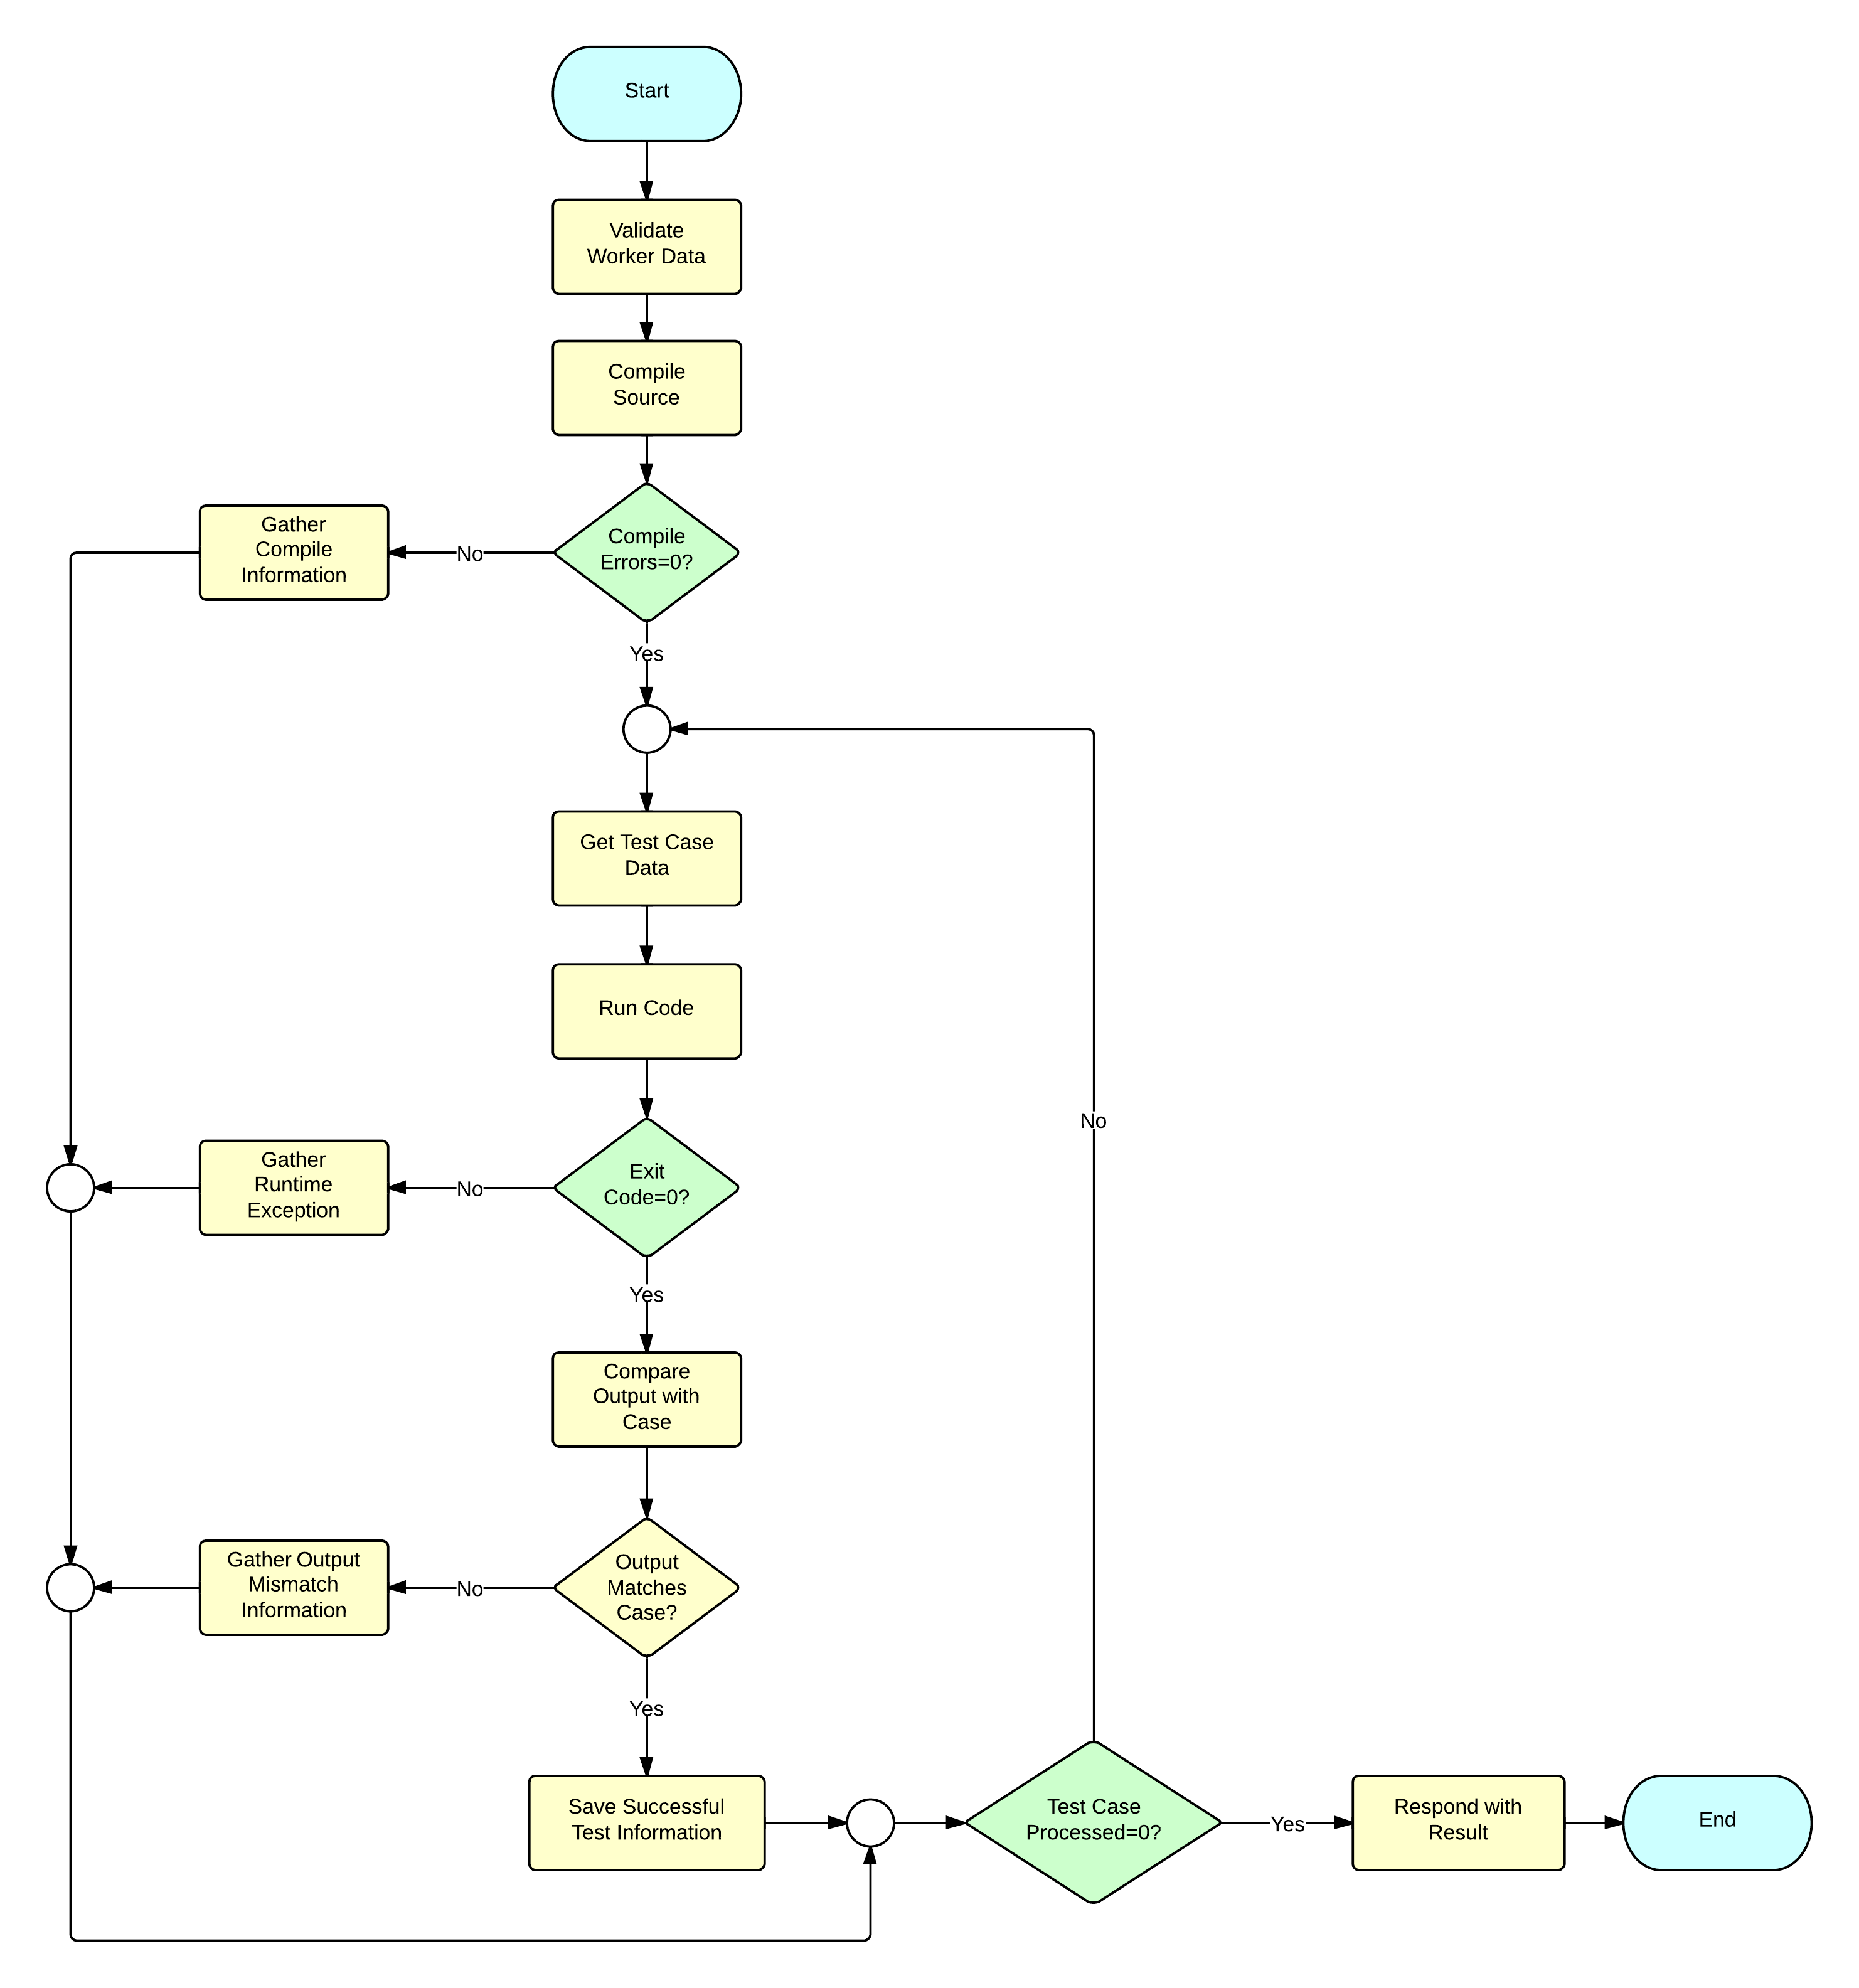 Start
Validate
Worker Data
Compile
Source
Compile
Errors=0?
No
Gather
Compile
Information
Yes
Get Test Case
Data
Run Code
Exit
Code=0?
No
Gather
Runtime
Exception
No
Yes
Compare
Output with
Case
Output
Matches
Case?
No
Gather Output
Mismatch
Information
Yes
Save Successful
Test Information
Test Case
Processed=0?
Yes
Respond with
Result
End